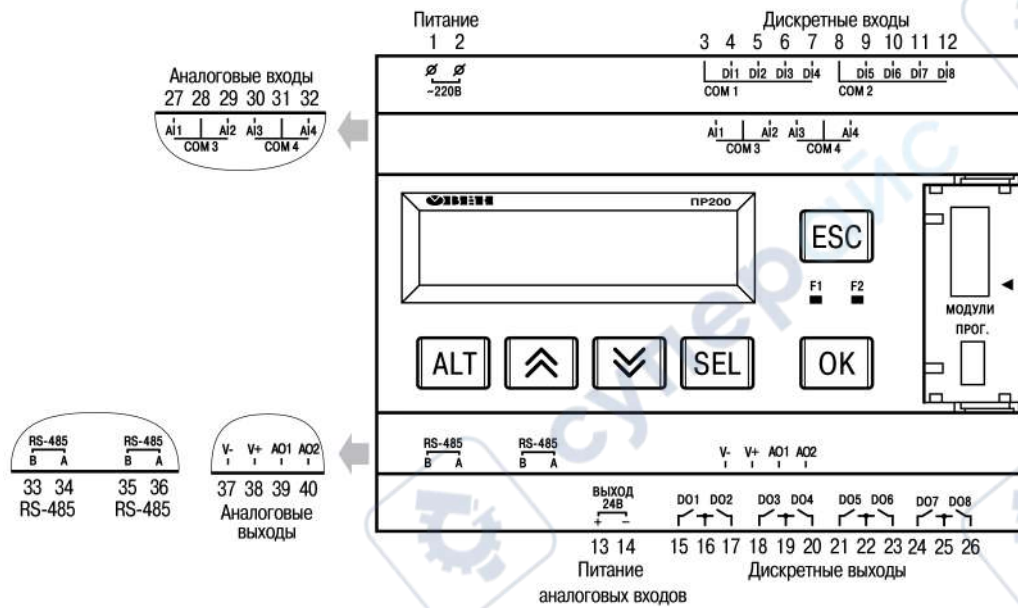 Питание
1 2
Дискретные входы
3 4 5 6 7 8 9 10 11 12
~220В
DI1 DI2 DI3 DI4 DI5 DI6 DI7 DI8
COM 1 COM 2
Аналоговые входы
27 28 29 30 31 32
AI1 AI2 AI3 AI4
COM 3 COM 4
AI1 AI2 AI3 AI4
COM 3 COM 4
ОВЕН
ПР200
ESC
F1 F2
МОДУЛИ
ПРОГ.
ALT
SEL
OK
RS-485 RS-485
B A B A
33 34 35 36
RS-485 RS-485
V- V+ AO1 AO2
37 38 39 40
Аналоговые
выходы
RS-485 RS-485
B A B A
V- V+ AO1 AO2
ВЫХОД
24В
+ –
DO1 DO2 DO3 DO4 DO5 DO6 DO7 DO8
13 14 15 16 17 18 19 20 21 22 23 24 25 26
Питание
аналоговых входов
Дискретные выходы
суперайс